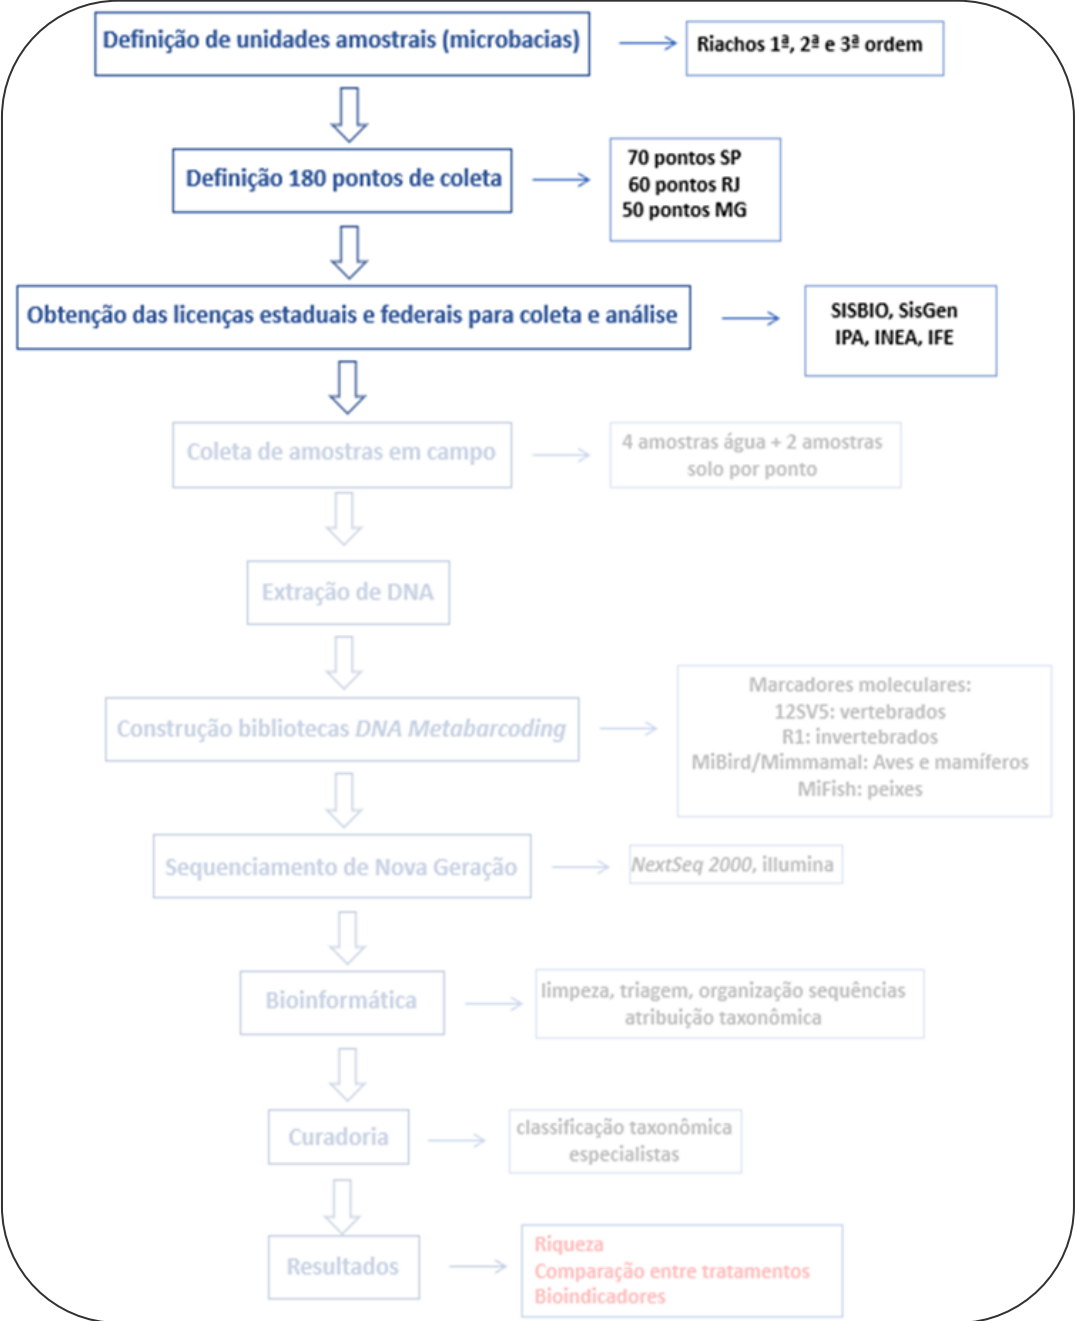 Definição de unidades amostrais (microbacias)
Riachos 1ª, 2ª e 3ª ordem
Definição 180 pontos de coleta
70 pontos SP
60 pontos RJ
50 pontos MG
Obtenção das licenças estaduais e federais para coleta e análise
SISBIO, SisGen
IPA, INEA, IFE
Coleta de amostras em campo
4 amostras água + 2 amostras
solo por ponto
Extração de DNA
Construção bibliotecas DNA Metabarcoding
Marcadores moleculares:
12SV5: vertebrados
R1: invertebrados
MiBird/Mimmamal: Aves e mamíferos
MiFish: peixes
Sequenciamento de Nova Geração
NextSeq 2000, illumina
Bioinformática
limpeza, triagem, organização sequências
atribuição taxonômica
Curadoria
classificação taxonômica
especialistas
Resultados
Riqueza
Comparação entre tratamentos
Bioindicadores